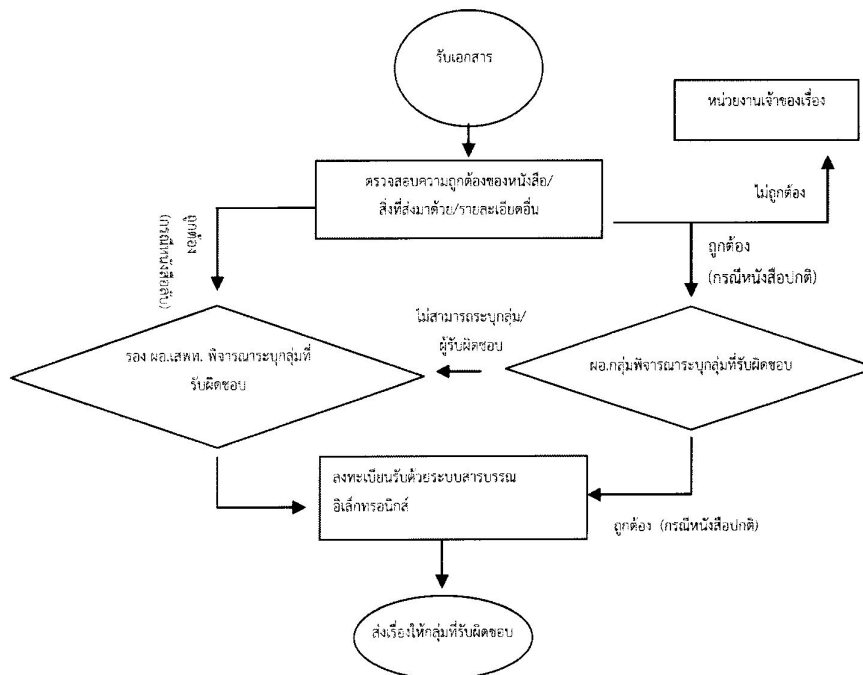 รับเอกสาร
หน่วยงานเจ้าของเรื่อง
ตรวจสอบความถูกต้องของหนังสือ/
สิ่งที่ส่งมาด้วย/รายละเอียดอื่น
ไม่ถูกต้อง
ถูกต้อง
(กรณีหนังสือลับ)
ถูกต้อง
(กรณีหนังสือปกติ)
ไม่สามารถระบุกลุ่ม/
ผู้รับผิดชอบ
รอง ผอ.เสพท. พิจารณาระบุกลุ่มที่
รับผิดชอบ
ผอ.กลุ่มพิจารณาระบุกลุ่มที่รับผิดชอบ
ลงทะเบียนรับด้วยระบบสารบรรณ
อิเล็กทรอนิกส์
ถูกต้อง (กรณีหนังสือปกติ)
ส่งเรื่องให้กลุ่มที่รับผิดชอบ